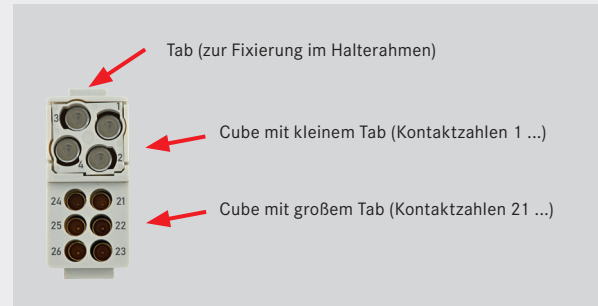 Tab (zur Fixierung im Halterahmen)
1
3
Cube mit kleinem Tab (Kontaktzahlen 1 ...)
4 2
24 21
Cube mit großem Tab (Kontaktzahlen 21 ...)
25 22
26 23